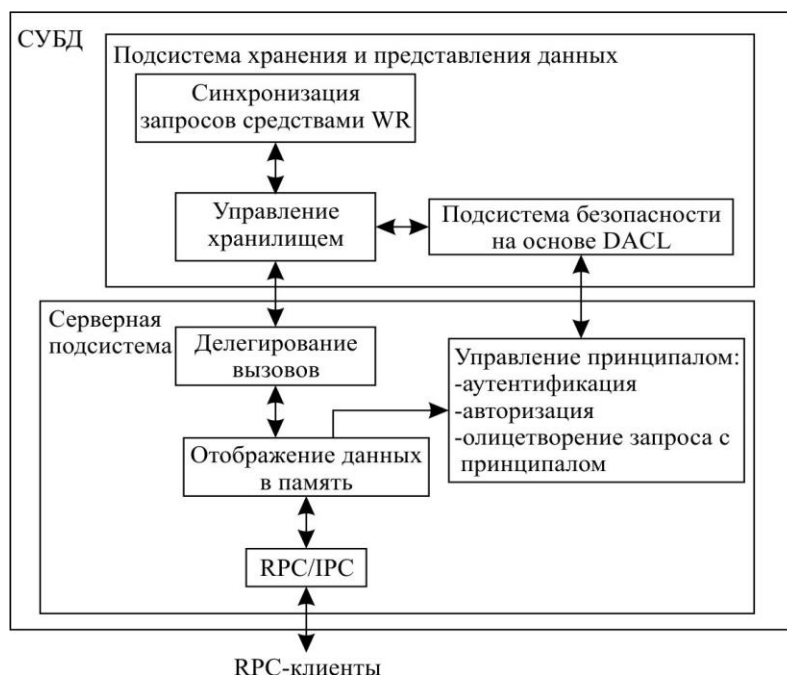 СУБД
Подсистема хранения и представления данных
Синхронизация
запросов средствами WR
Управление
хранилищем
Подсистема безопасности
на основе DACL
Серверная
подсистема
Делегирование
вызовов
Управление принципалом:
-аутентификация
-авторизация
-олицетворение запроса с
принципалом
Отображение данных
в память
RPC/IPC
RPC-клиенты